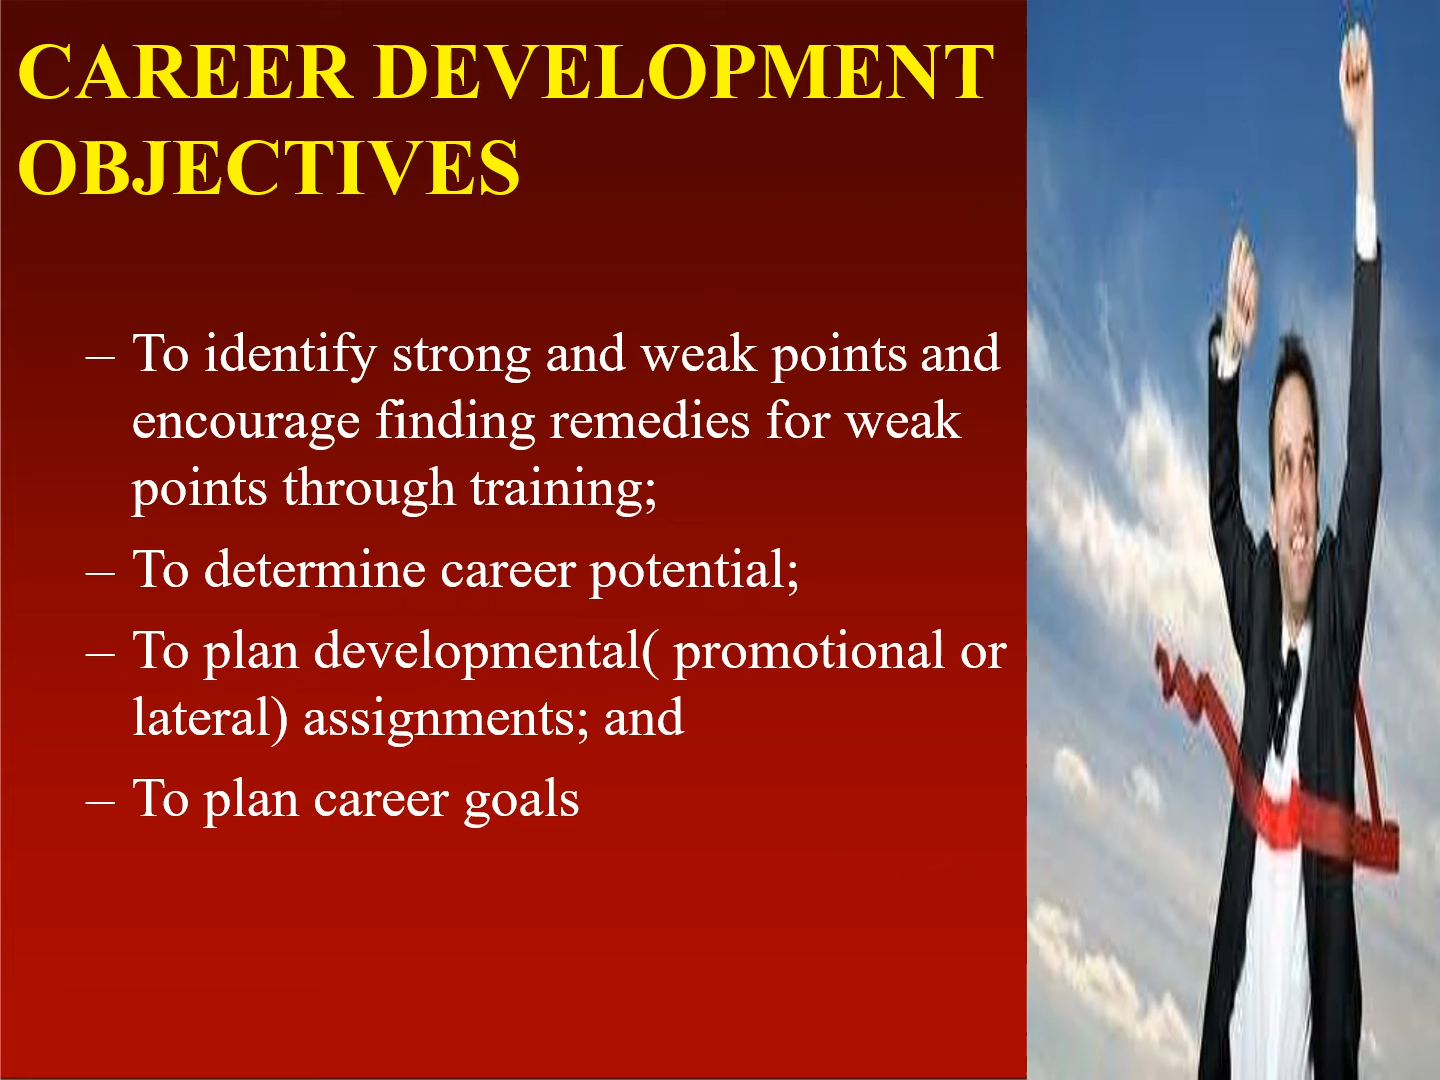 CAREER DEVELOPMENT
OBJECTIVES
– To identify strong and weak points and
encourage finding remedies for weak
points through training;
– To determine career potential;
– To plan developmental( promotional or
lateral) assignments; and
– To plan career goals